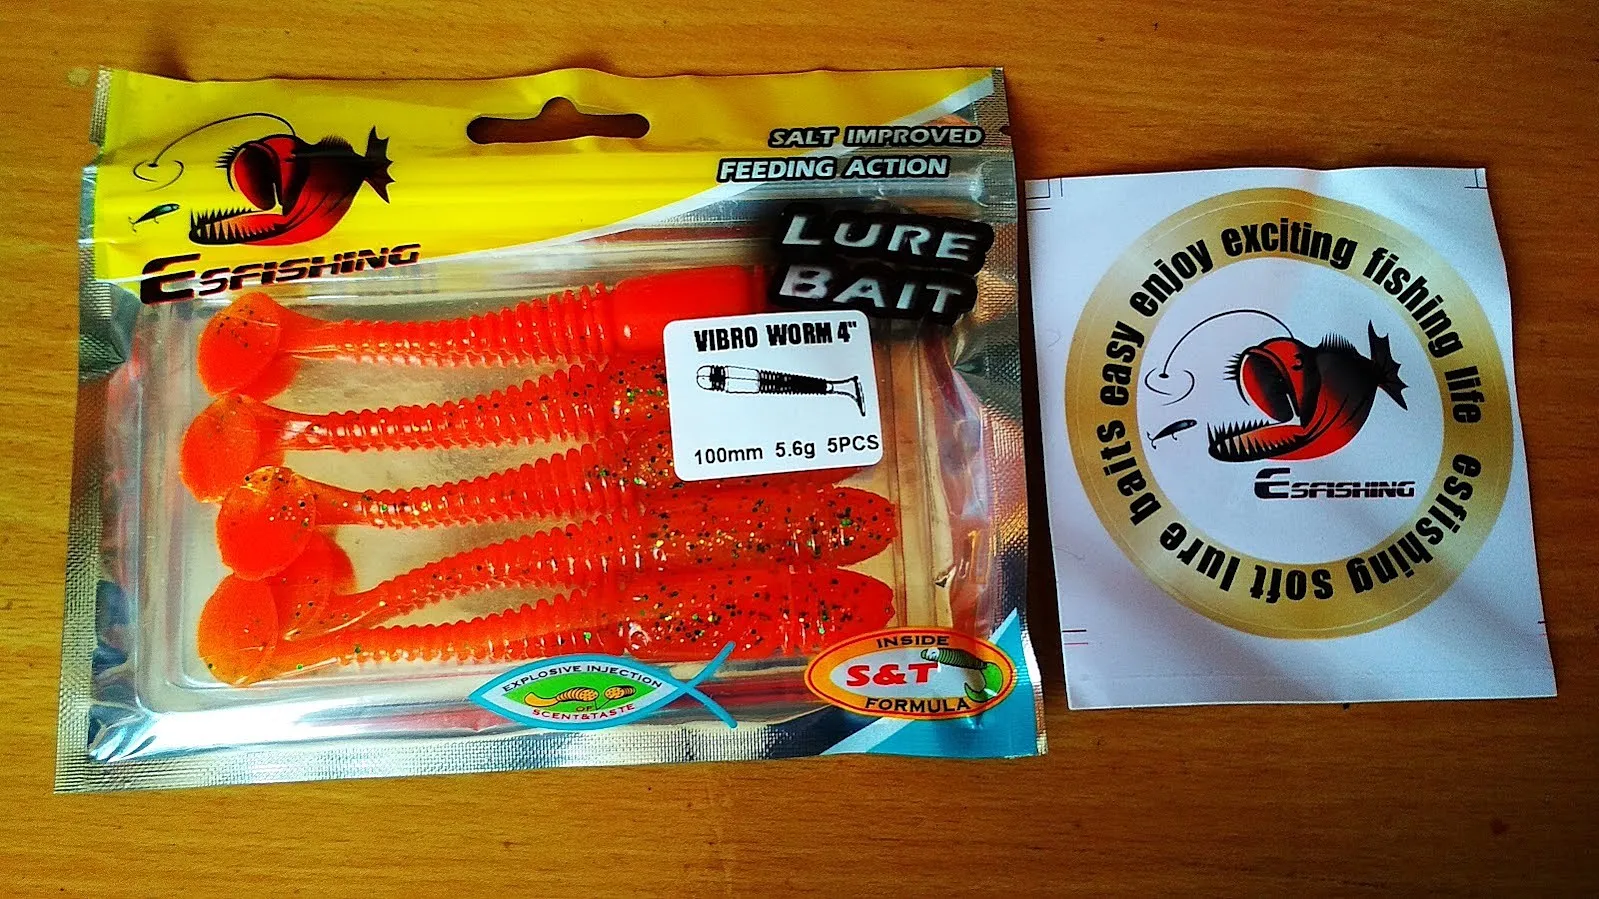 SALT IMPROVED
FEEDING ACTION
ESFISHING
LURE
BAIT
VIBRO WORM 4"
100mm 5.6g 5PCS
EXPLOSIVE INJECTION
OF
SCENT&TASTE
INSIDE
S&T
FORMULA
easy enjoy exciting fishing life
esfishing soft lure baits
ESFISHING